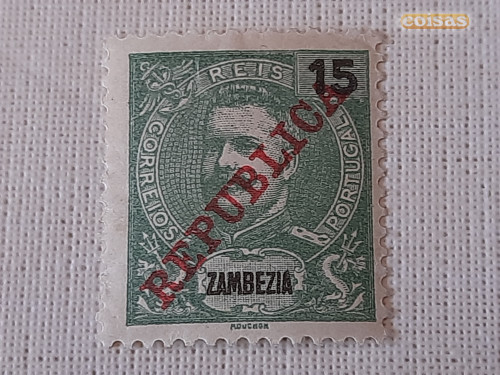 coisas
REIS
15
CORREIOS
PORTUGAL
REPUBLICA
ZAMBEZIA
MOUCHON